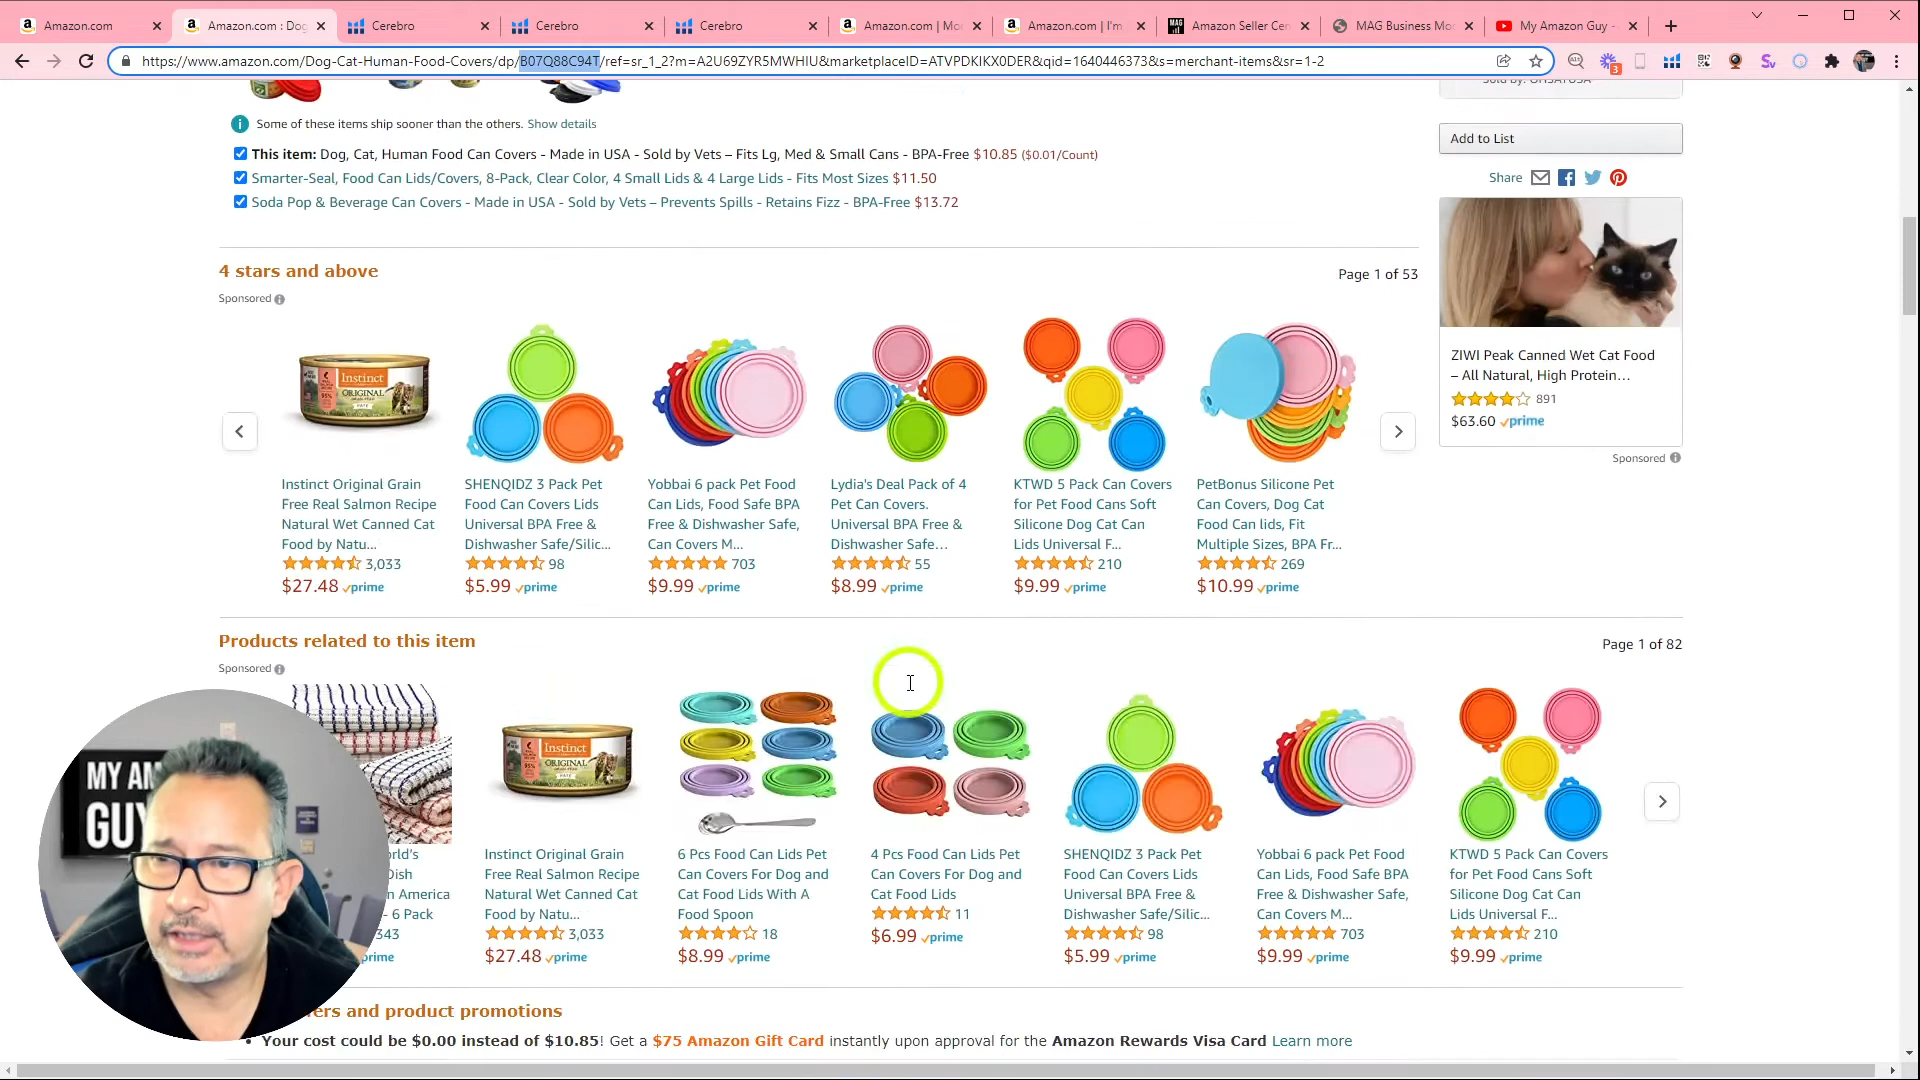 Amazon.com
Amazon.com : Dog
Cerebro
Cerebro
Cerebro
Amazon.com | Mo
Amazon.com | I'm
Amazon Seller Cen
MAG Business Mo
My Amazon Guy -
https://www.amazon.com/Dog-Cat-Human-Food-Covers/dp/B07Q88C94T/ref=sr_1_2?m=A2U69ZYR5MWHIU&marketplaceID=ATVPDKIKX0DER&qid=1640446373&s=merchant-items&sr=1-2
3
Some of these items ship sooner than the others. Show details
This item: Dog, Cat, Human Food Can Covers - Made in USA - Sold by Vets – Fits Lg, Med & Small Cans - BPA-Free $10.85 ($0.01/Count)
Smarter-Seal, Food Can Lids/Covers, 8-Pack, Clear Color, 4 Small Lids & 4 Large Lids - Fits Most Sizes $11.50
Soda Pop & Beverage Can Covers - Made in USA - Sold by Vets – Prevents Spills - Retains Fizz - BPA-Free $13.72
Add to List
Share
ZIWI Peak Canned Wet Cat Food
– All Natural, High Protein…
891
$63.60 prime
Sponsored
4 stars and above
Page 1 of 53
Sponsored
Instinct
ORIGINAL
Instinct Original Grain
Free Real Salmon Recipe
Natural Wet Canned Cat
Food by Natu...
3,033
$27.48 prime
SHENQIDZ 3 Pack Pet
Food Can Covers Lids
Universal BPA Free &
Dishwasher Safe/Silic...
98
$5.99 prime
Yobbai 6 pack Pet Food
Can Lids, Food Safe BPA
Free & Dishwasher Safe,
Can Covers M...
703
$9.99 prime
Lydia's Deal Pack of 4
Pet Can Covers.
Universal BPA Free &
Dishwasher Safe…
55
$8.99 prime
KTWD 5 Pack Can Covers
for Pet Food Cans Soft
Silicone Dog Cat Can
Lids Universal F...
210
$9.99 prime
PetBonus Silicone Pet
Can Covers, Dog Cat
Food Can lids, Fit
Multiple Sizes, BPA Fr...
269
$10.99 prime
Products related to this item
Page 1 of 82
Sponsored
MY AM
GUY
orld's
Dish
n America
- 6 Pack
343
prime
Instinct
ORIGINAL
Instinct Original Grain
Free Real Salmon Recipe
Natural Wet Canned Cat
Food by Natu...
3,033
$27.48 prime
6 Pcs Food Can Lids Pet
Can Covers For Dog and
Cat Food Lids With A
Food Spoon
18
$8.99 prime
4 Pcs Food Can Lids Pet
Can Covers For Dog and
Cat Food Lids
11
$6.99 prime
SHENQIDZ 3 Pack Pet
Food Can Covers Lids
Universal BPA Free &
Dishwasher Safe/Silic...
98
$5.99 prime
Yobbai 6 pack Pet Food
Can Lids, Food Safe BPA
Free & Dishwasher Safe,
Can Covers M...
703
$9.99 prime
KTWD 5 Pack Can Covers
for Pet Food Cans Soft
Silicone Dog Cat Can
Lids Universal F...
210
$9.99 prime
ers and product promotions
Your cost could be $0.00 instead of $10.85! Get a $75 Amazon Gift Card instantly upon approval for the Amazon Rewards Visa Card Learn more